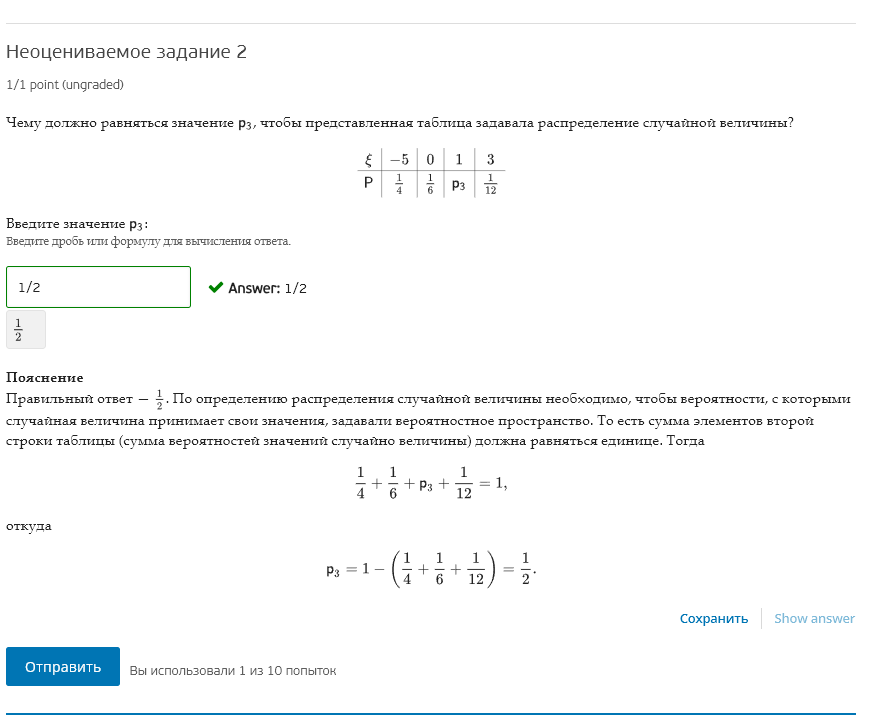 Неоцениваемое задание 2
1/1 point (ungraded)
Чему должно равняться значение p₃, чтобы представленная таблица задавала распределение случайной величины?
ξ −5 0 1 3
P 1/4 1/6 p₃ 1/12
Введите значение p₃:
Введите дробь или формулу для вычисления ответа.
1/2 Answer: 1/2
1/2
Пояснение
Правильный ответ − 1/2. По определению распределения случайной величины необходимо, чтобы вероятности, с которыми
случайная величина принимает свои значения, задавали вероятностное пространство. То есть сумма элементов второй
строки таблицы (сумма вероятностей значений случайно величины) должна равняться единице. Тогда
1/4 + 1/6 + p₃ + 1/12 = 1,
откуда
p₃ = 1 − (1/4 + 1/6 + 1/12) = 1/2.
Сохранить Show answer
Отправить Вы использовали 1 из 10 попыток